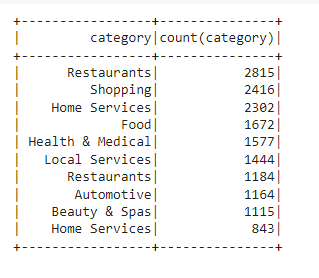 +------------------+---------------+
|          category|count(category)|
+------------------+---------------+
|       Restaurants|           2815|
|          Shopping|           2416|
|     Home Services|           2302|
|              Food|           1672|
|  Health & Medical|           1577|
|    Local Services|           1444|
|       Restaurants|           1184|
|        Automotive|           1164|
|     Beauty & Spas|           1115|
|     Home Services|            843|
+------------------+---------------+